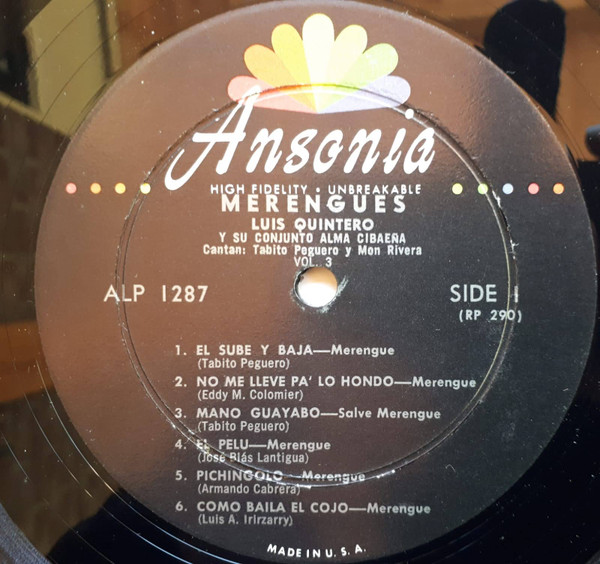 Ansonia
HIGH FIDELITY • UNBREAKABLE
MERENGUES
LUIS QUINTERO
Y SU CONJUNTO ALMA CIBAEÑA
Cantan: Tabito Peguero y Mon Rivera
VOL. 3
ALP 1287
SIDE I
(RP 290)
1. EL SUBE Y BAJA—Merengue
(Tabito Peguero)
2. NO ME LLEVE PA' LO HONDO—Merengue
(Eddy M. Colomier)
3. MANO GUAYABO—Salve Merengue
(Tabito Peguero)
4. EL PELU—Merengue
(José Blás Lantigua)
5. PICHINGOLO—Merengue
(Armando Cabrera)
6. COMO BAILA EL COJO—Merengue
(Luis A. Irirzarry)
MADE IN U. S. A.